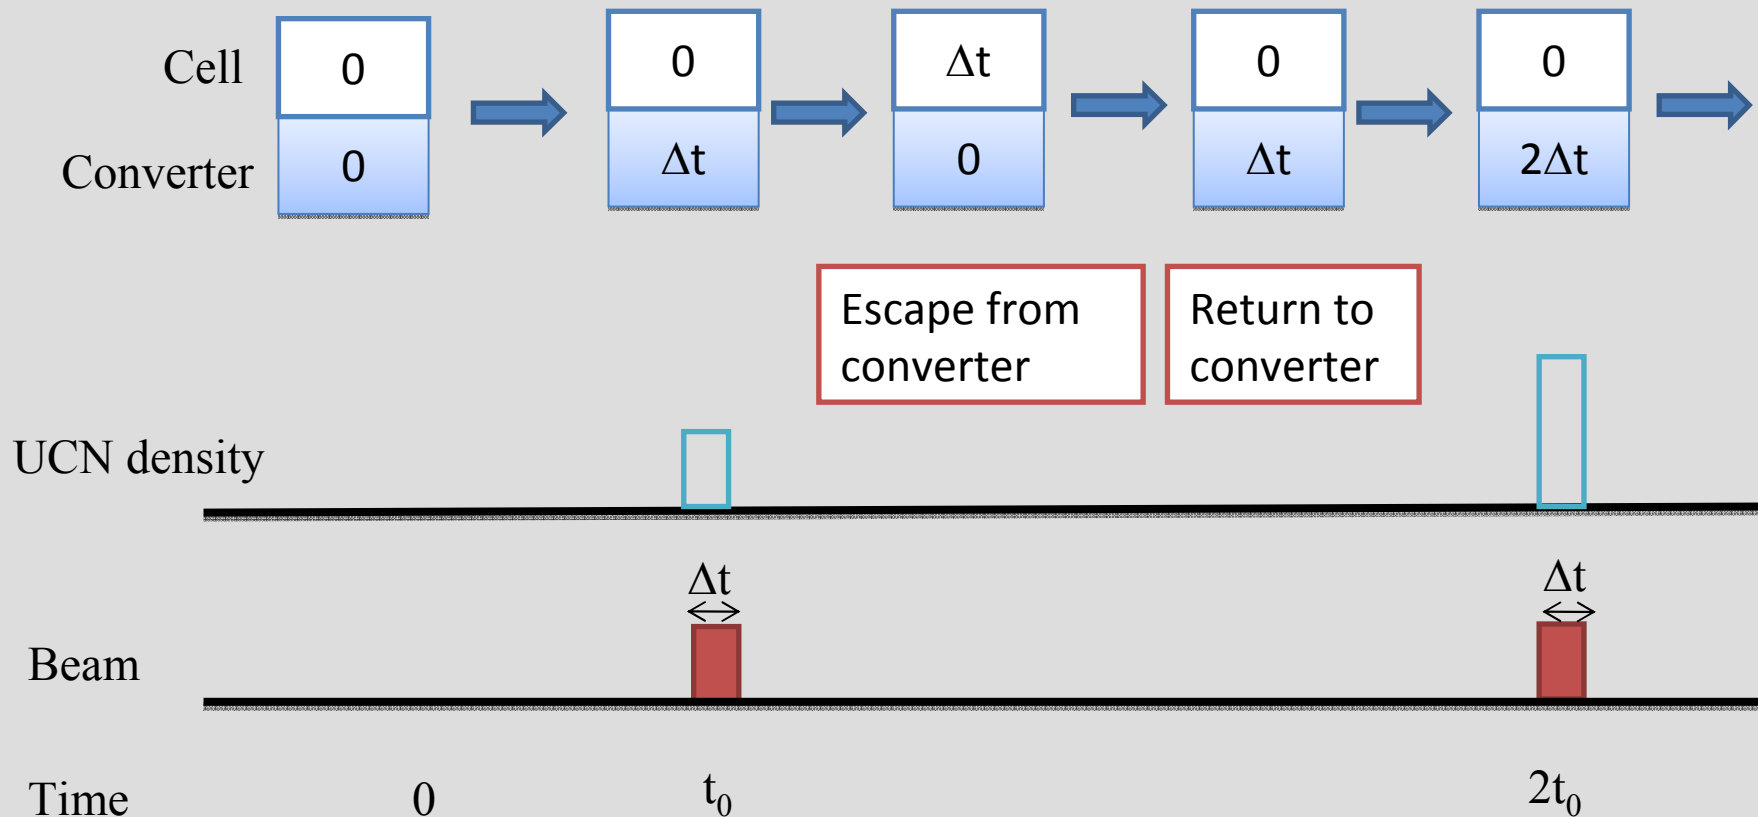 Cell 0 0 Δt 0 0
Converter 0 Δt 0 Δt 2Δt
Escape from
converter
Return to
converter
UCN density
Δt Δt
Beam
Time 0 t₀ 2t₀